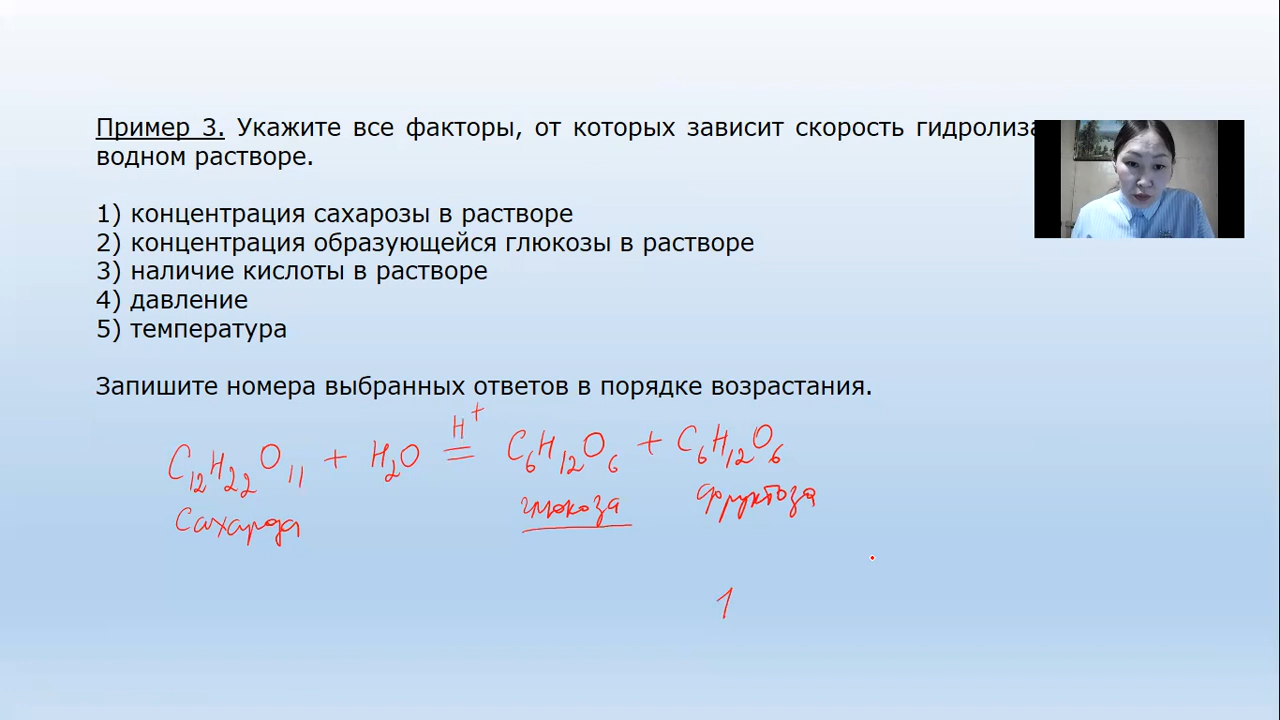 Пример 3. Укажите все факторы, от которых зависит скорость гидролиза
водном растворе.
1) концентрация сахарозы в растворе
2) концентрация образующейся глюкозы в растворе
3) наличие кислоты в растворе
4) давление
5) температура
Запишите номера выбранных ответов в порядке возрастания.
C12H22O11 + H2O = H+ C6H12O6 + C6H12O6
Сахароза глюкоза фруктоза
1